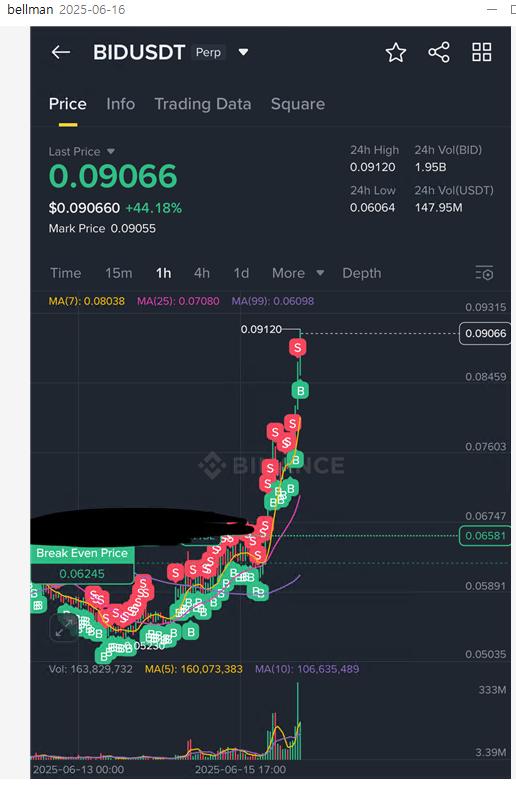 bellman 2025-06-16
BIDUSDT Perp
Price Info Trading Data Square
Last Price
0.09066
$0.090660 +44.18%
Mark Price 0.09055
24h High 24h Vol(BID)
0.09120 1.95B
24h Low 24h Vol(USDT)
0.06064 147.95M
Time 15m 1h 4h 1d More Depth
MA(7): 0.08038 MA(25): 0.07080 MA(99): 0.06098
0.09315
0.09120
0.09066
S
B
0.08459
S
S
S
0.07603
BINANCE
B
S
S
B
B
0.06747
S
0.06581
Break Even Price
0.06245
0.05891
S
B
0.05230
0.05035
Vol: 163,829,732 MA(5): 160,073,383 MA(10): 106,635,489
333M
3.39M
2025-06-13 00:00 2025-06-15 17:00